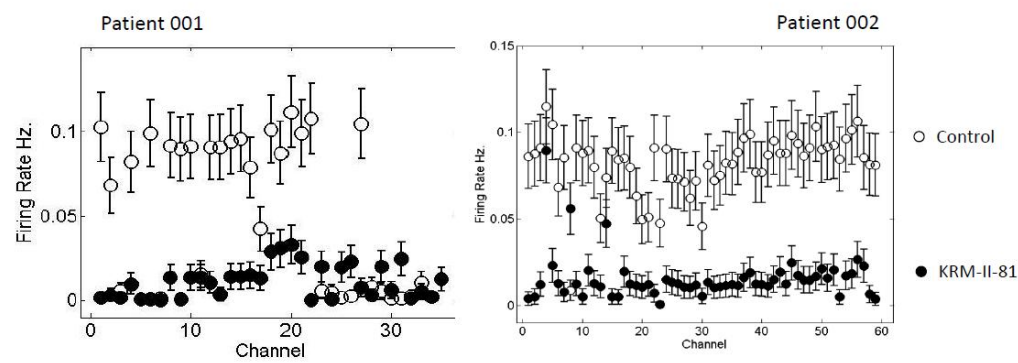 Patient 001
Patient 002
Firing Rate Hz.
0.1
0.05
0
0
10
20
30
Channel
Firing Rate Hz.
0.15
0.1
0.05
0
0
10
20
30
40
50
60
Channel
Control
KRM-II-81